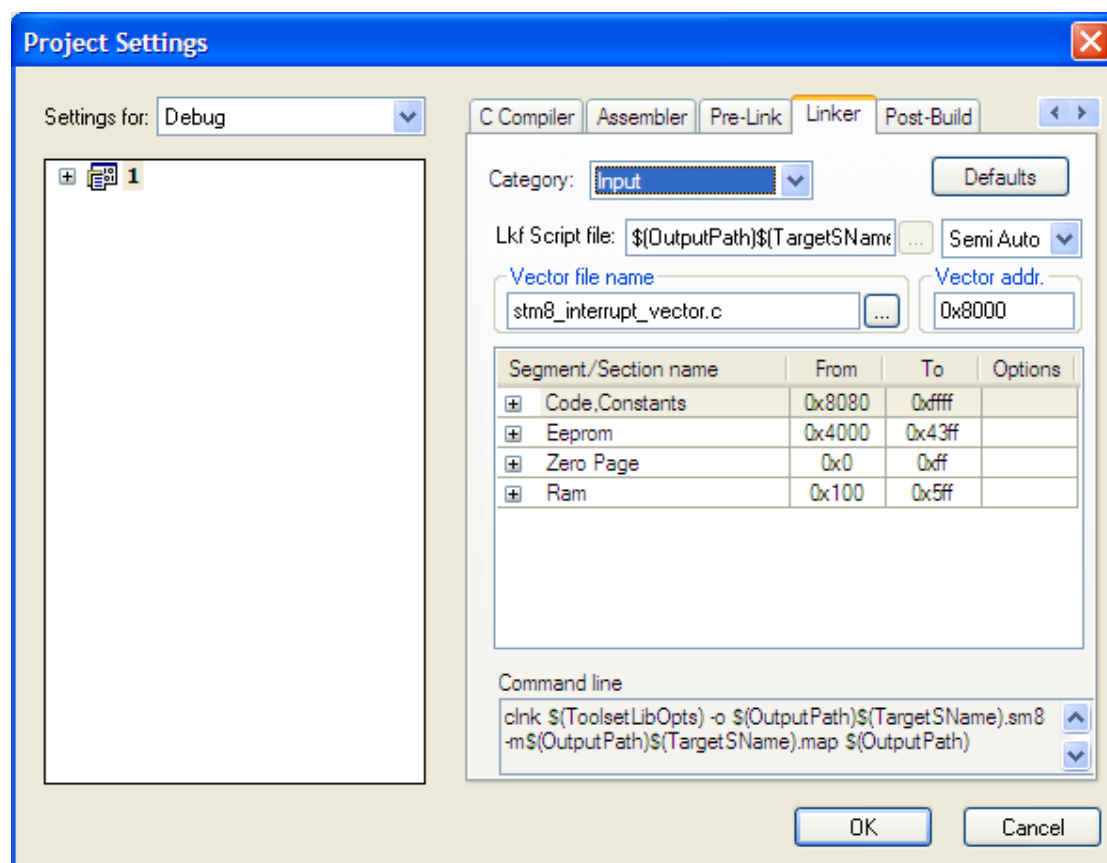 Project Settings
Settings for: Debug
1
C Compiler Assembler Pre-Link Linker Post-Build
Category: Input Defaults
Lkf Script file: $(OutputPath)$(TargetSName ... Semi Auto
Vector file name Vector addr.
stm8_interrupt_vector.c ... 0x8000
Segment/Section name From To Options
Code,Constants 0x8080 0xffff
Eeprom 0x4000 0x43ff
Zero Page 0x0 0xff
Ram 0x100 0x5ff
Command line
clnk $(ToolsetLibOpts) -o $(OutputPath)$(TargetSName).sm8
-m$(OutputPath)$(TargetSName).map $(OutputPath)
OK Cancel